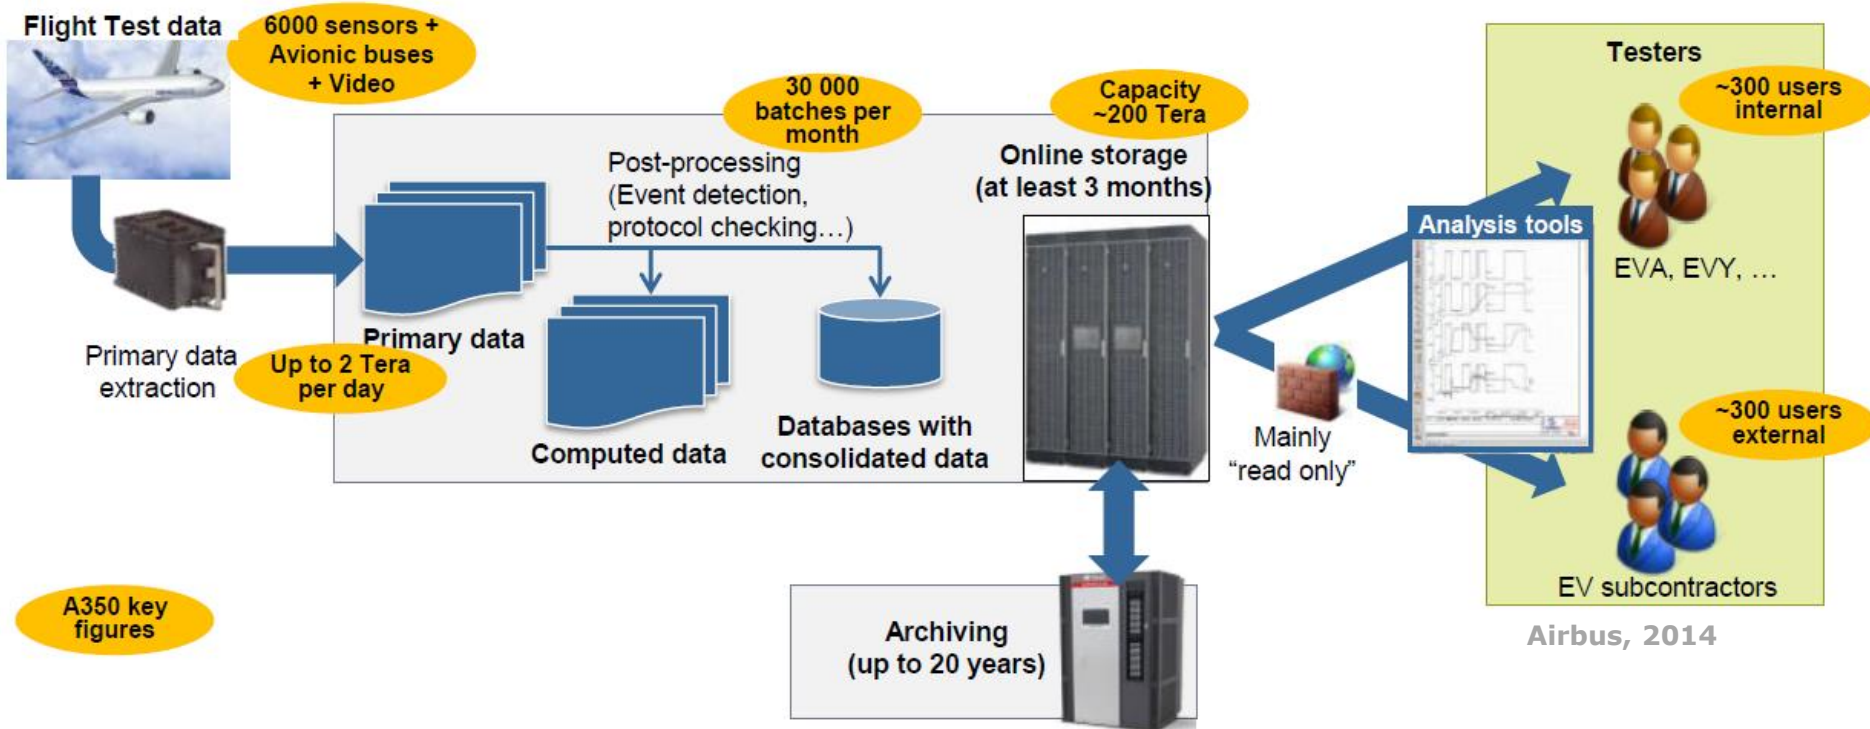 Flight Test data
6000 sensors +
Avionic buses
+ Video
30 000
batches per
month
Capacity
~200 Tera
Testers
~300 users
internal
Post-processing
(Event detection,
protocol checking…)
Online storage
(at least 3 months)
Analysis tools
EVA, EVY, …
Primary data
extraction
Up to 2 Tera
per day
Primary data
Computed data
Databases with
consolidated data
Mainly
“read only”
~300 users
external
EV subcontractors
A350 key
figures
Archiving
(up to 20 years)
Airbus, 2014